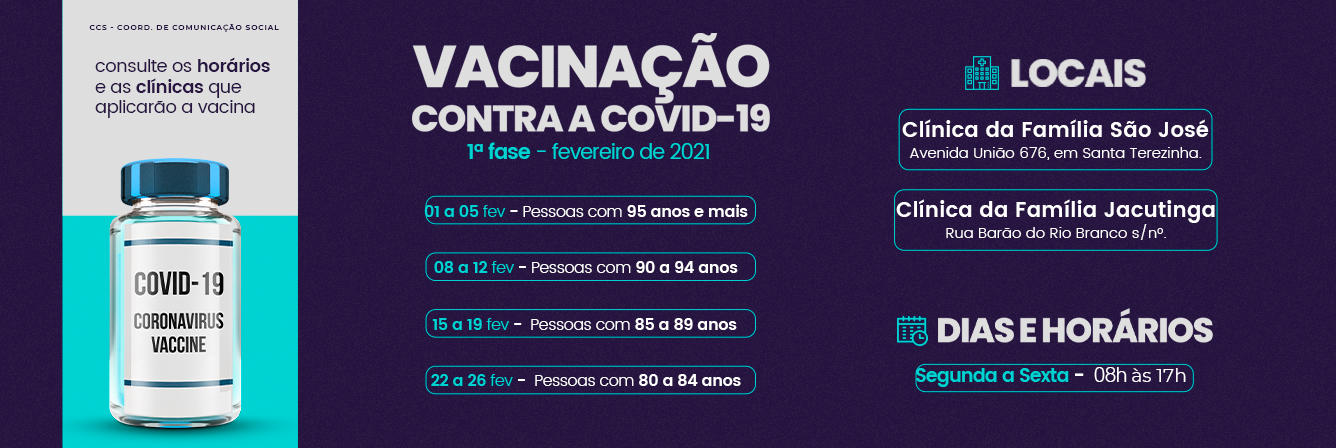 CCS - COORD. DE COMUNICAÇÃO SOCIAL
consulte os horários
e as clínicas que
aplicarão a vacina
COVID-19
CORONAVIRUS
VACCINE
VACINAÇÃO
CONTRA A COVID-19
1ª fase - fevereiro de 2021
01 a 05 fev - Pessoas com 95 anos e mais
08 a 12 fev - Pessoas com 90 a 94 anos
15 a 19 fev - Pessoas com 85 a 89 anos
22 a 26 fev - Pessoas com 80 a 84 anos
LOCAIS
Clínica da Família São José
Avenida União 676, em Santa Terezinha.
Clínica da Família Jacutinga
Rua Barão do Rio Branco s/nº.
DIAS E HORÁRIOS
Segunda a Sexta - 08h às 17h